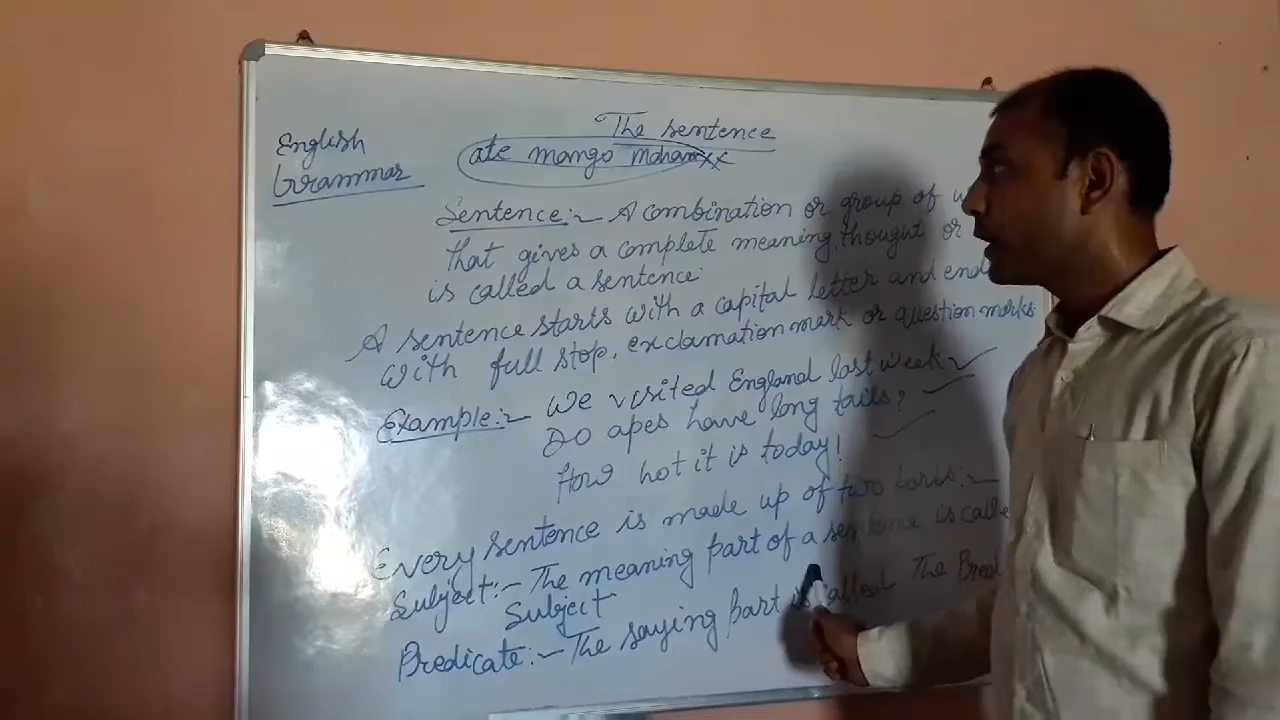 The sentence
English
Grammar
ate mango Mohan xx
Sentence:- A combination or group of
that gives a complete meaning, thought or
is called a sentence.
A sentence starts with a capital letter and end
with full stop, exclamation mark or question marks
Example:- We visited England last week
Do apes have long tails?
How hot it is today!
Every sentence is made up of two parts:-
Subject:- The meaning part of a sentence is called
Subject
Predicate:- The saying part is called The Pred